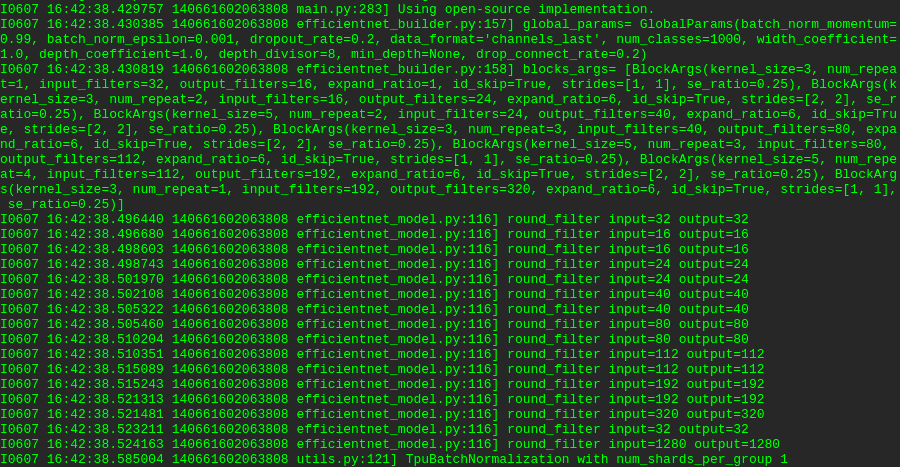 I0607 16:42:38.429757 140661602063808 main.py:283] Using open-source implementation.
I0607 16:42:38.430385 140661602063808 efficientnet_builder.py:157] global_params= GlobalParams(batch_norm_momentum=
0.99, batch_norm_epsilon=0.001, dropout_rate=0.2, data_format='channels_last', num_classes=1000, width_coefficient=
1.0, depth_coefficient=1.0, depth_divisor=8, min_depth=None, drop_connect_rate=0.2)
I0607 16:42:38.430819 140661602063808 efficientnet_builder.py:158] blocks_args= [BlockArgs(kernel_size=3, num_repea
t=1, input_filters=32, output_filters=16, expand_ratio=1, id_skip=True, strides=[1, 1], se_ratio=0.25), BlockArgs(k
ernel_size=3, num_repeat=2, input_filters=16, output_filters=24, expand_ratio=6, id_skip=True, strides=[2, 2], se_r
atio=0.25), BlockArgs(kernel_size=5, num_repeat=2, input_filters=24, output_filters=40, expand_ratio=6, id_skip=Tru
e, strides=[2, 2], se_ratio=0.25), BlockArgs(kernel_size=3, num_repeat=3, input_filters=40, output_filters=80, expa
nd_ratio=6, id_skip=True, strides=[2, 2], se_ratio=0.25), BlockArgs(kernel_size=5, num_repeat=3, input_filters=80,
output_filters=112, expand_ratio=6, id_skip=True, strides=[1, 1], se_ratio=0.25), BlockArgs(kernel_size=5, num_repe
at=4, input_filters=112, output_filters=192, expand_ratio=6, id_skip=True, strides=[2, 2], se_ratio=0.25), BlockArg
s(kernel_size=3, num_repeat=1, input_filters=192, output_filters=320, expand_ratio=6, id_skip=True, strides=[1, 1],
se_ratio=0.25)]
I0607 16:42:38.496440 140661602063808 efficientnet_model.py:116] round_filter input=32 output=32
I0607 16:42:38.496680 140661602063808 efficientnet_model.py:116] round_filter input=16 output=16
I0607 16:42:38.498603 140661602063808 efficientnet_model.py:116] round_filter input=16 output=16
I0607 16:42:38.498743 140661602063808 efficientnet_model.py:116] round_filter input=24 output=24
I0607 16:42:38.501970 140661602063808 efficientnet_model.py:116] round_filter input=24 output=24
I0607 16:42:38.502108 140661602063808 efficientnet_model.py:116] round_filter input=40 output=40
I0607 16:42:38.505322 140661602063808 efficientnet_model.py:116] round_filter input=40 output=40
I0607 16:42:38.505460 140661602063808 efficientnet_model.py:116] round_filter input=80 output=80
I0607 16:42:38.510204 140661602063808 efficientnet_model.py:116] round_filter input=80 output=80
I0607 16:42:38.510351 140661602063808 efficientnet_model.py:116] round_filter input=112 output=112
I0607 16:42:38.515089 140661602063808 efficientnet_model.py:116] round_filter input=112 output=112
I0607 16:42:38.515243 140661602063808 efficientnet_model.py:116] round_filter input=192 output=192
I0607 16:42:38.521313 140661602063808 efficientnet_model.py:116] round_filter input=192 output=192
I0607 16:42:38.521481 140661602063808 efficientnet_model.py:116] round_filter input=320 output=320
I0607 16:42:38.523211 140661602063808 efficientnet_model.py:116] round_filter input=32 output=32
I0607 16:42:38.524163 140661602063808 efficientnet_model.py:116] round_filter input=1280 output=1280
I0607 16:42:38.585004 140661602063808 utils.py:121] TpuBatchNormalization with num_shards_per_group 1